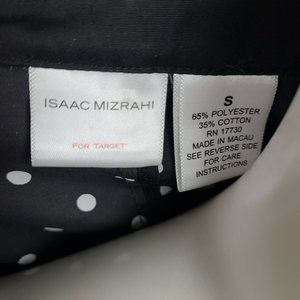 ISAAC MIZRAHI
FOR TARGET
S
65% POLYESTER
35% COTTON
RN 17730
MADE IN MACAU
SEE REVERSE SIDE
FOR CARE
INSTRUCTIONS